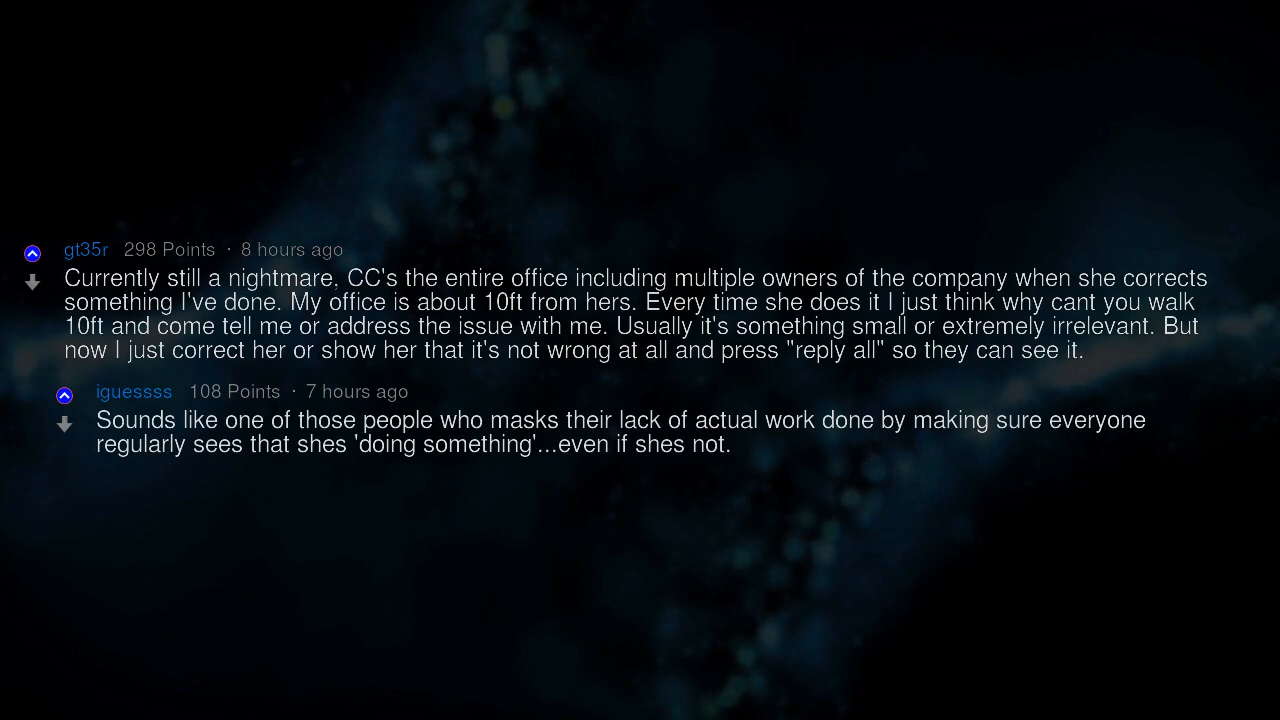 gt35r 298 Points · 8 hours ago
Currently still a nightmare, CC's the entire office including multiple owners of the company when she corrects
something I've done. My office is about 10ft from hers. Every time she does it I just think why cant you walk
10ft and come tell me or address the issue with me. Usually it's something small or extremely irrelevant. But
now I just correct her or show her that it's not wrong at all and press "reply all" so they can see it.
iguessss 108 Points · 7 hours ago
Sounds like one of those people who masks their lack of actual work done by making sure everyone
regularly sees that shes 'doing something'...even if shes not.